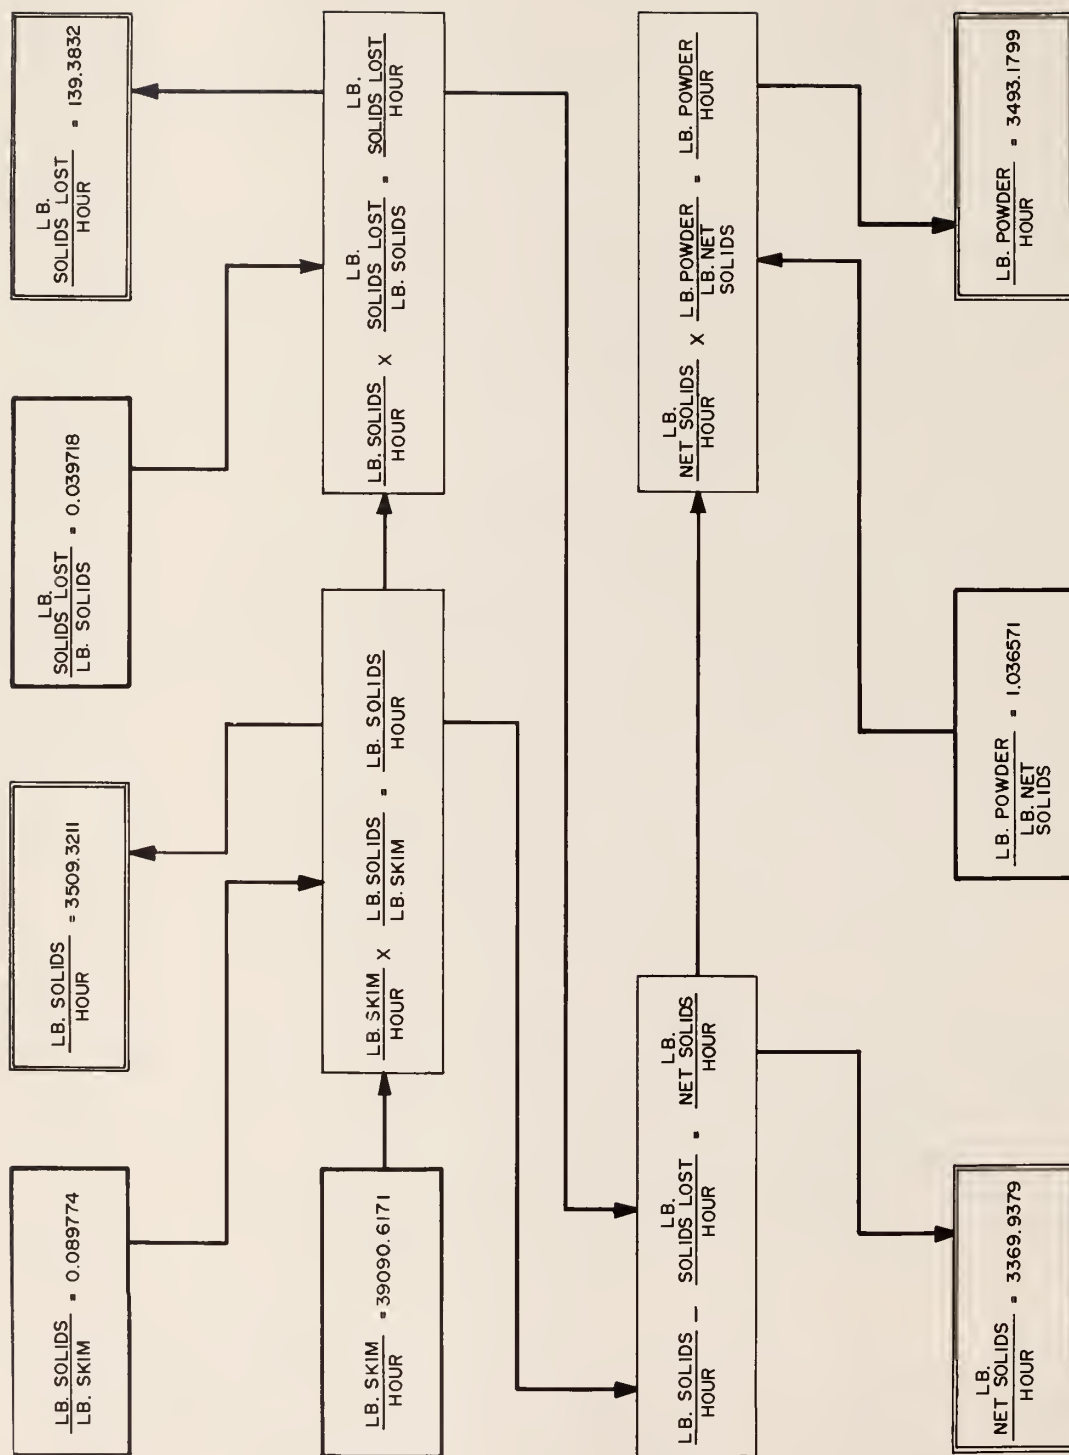 LB. SOLIDS
LB. SKIM = 0.089774
LB. SOLIDS
HOUR = 3509.3211
LB.
SOLIDS LOST
LB. SOLIDS = 0.039718
LB.
SOLIDS LOST
HOUR = 139.3832
LB. SKIM
HOUR = 39090.6171
LB. SKIM X LB. SOLIDS = LB. SOLIDS
HOUR LB. SKIM HOUR
LB. LB.
LB. SOLIDS X SOLIDS LOST = SOLIDS LOST
HOUR LB. SOLIDS HOUR
LB. LB.
LB. SOLIDS - SOLIDS LOST = NET SOLIDS
HOUR HOUR HOUR
LB.
NET SOLIDS X LB. POWDER = LB. POWDER
HOUR LB. NET HOUR
SOLIDS
LB.
NET SOLIDS = 3369.9379
HOUR
LB. POWDER = 1.036571
LB. NET
SOLIDS
LB. POWDER = 3493.1799
HOUR